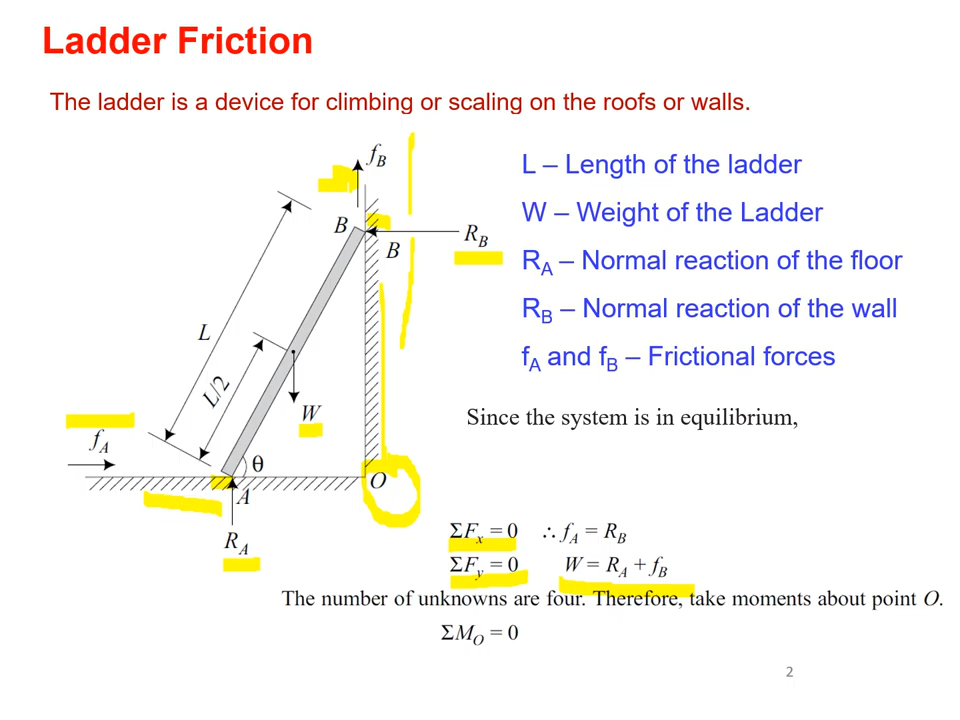 Ladder Friction
The ladder is a device for climbing or scaling on the roofs or walls.
f_B
B
R_B
B
L
L/2
W
f_A
θ
A
O
R_A
L – Length of the ladder
W – Weight of the Ladder
R_A – Normal reaction of the floor
R_B – Normal reaction of the wall
f_A and f_B – Frictional forces
Since the system is in equilibrium,
ΣF_x = 0 ∴ f_A = R_B
ΣF_y = 0 W = R_A + f_B
The number of unknowns are four. Therefore, take moments about point O.
ΣM_O = 0
2